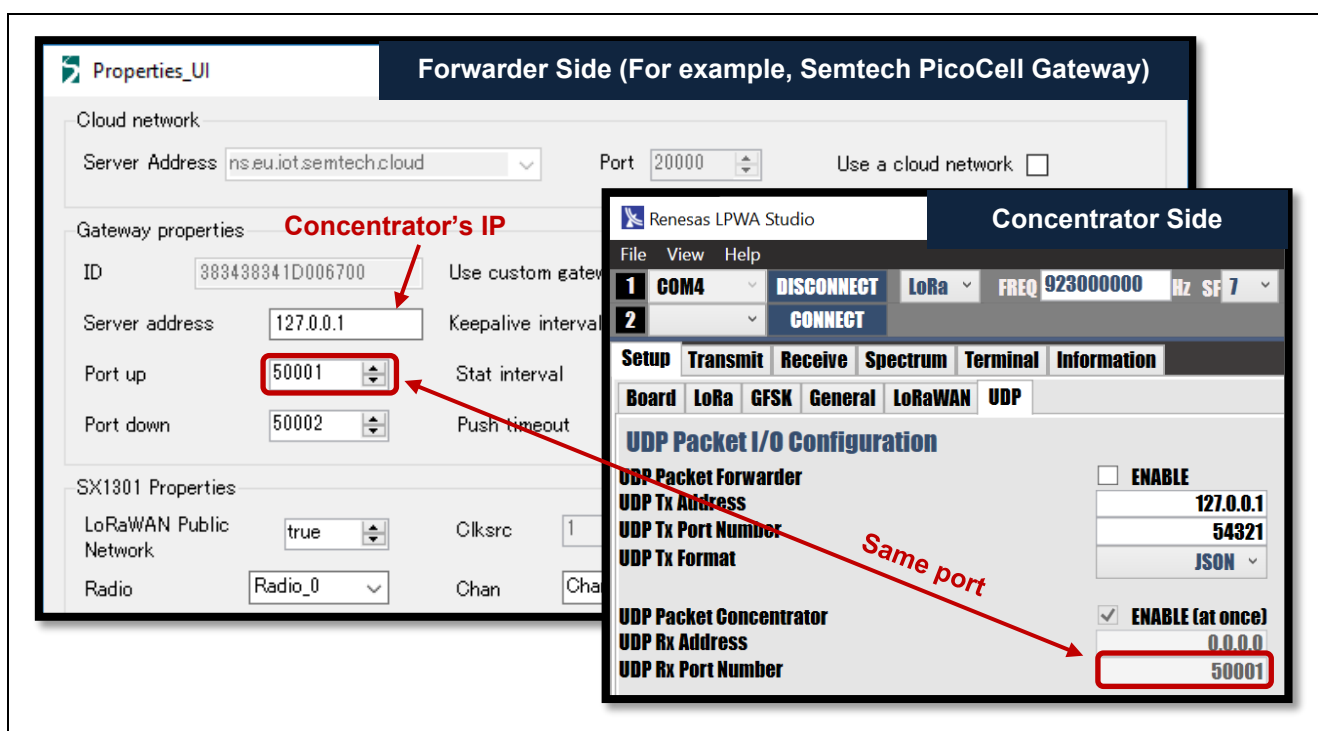 Properties_UI
Forwarder Side (For example, Semtech PicoCell Gateway)
Cloud network
Server Address ns.eu.iot.semtech.cloud Port 20000 Use a cloud network
Gateway properties
Concentrator's IP
ID 383438341D006700 Use custom gatew
Server address 127.0.0.1 Keepalive interval
Port up 50001 Stat interval
Port down 50002 Push timeout
SX1301 Properties
LoRaWAN Public Network true Clksrc 1
Radio Radio_0 Chan Cha
Renesas LPWA Studio
Concentrator Side
File View Help
1 COM4 DISCONNECT LoRa FREQ 923000000 Hz SF 7
2 CONNECT
Setup Transmit Receive Spectrum Terminal Information
Board LoRa GFSK General LoRaWAN UDP
UDP Packet I/O Configuration
UDP Packet Forwarder ENABLE
UDP Tx Address 127.0.0.1
UDP Tx Port Number 54321
UDP Tx Format JSON
Same port
UDP Packet Concentrator ENABLE (at once)
UDP Rx Address 0.0.0.0
UDP Rx Port Number 50001